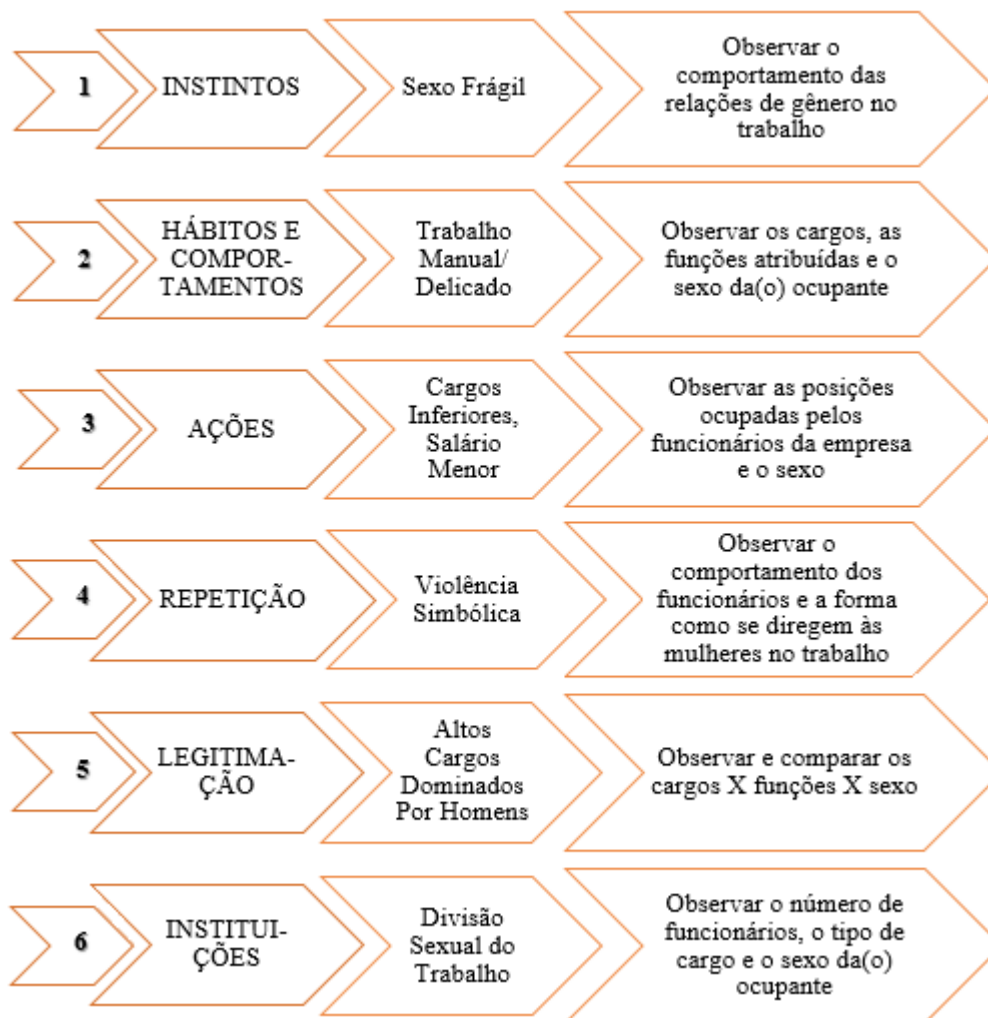 1
INSTINTOS
Sexo Frágil
Observar o
comportamento das
relações de gênero no
trabalho
2
HÁBITOS E
COMPOR-
TAMENTOS
Trabalho
Manual/
Delicado
Observar os cargos, as
funções atribuídas e o
sexo da(o) ocupante
3
AÇÕES
Cargos
Inferiores,
Salário
Menor
Observar as posições
ocupadas pelos
funcionários da empresa
e o sexo
4
REPETIÇÃO
Violência
Simbólica
Observar o
comportamento dos
funcionários e a forma
como se diregem às
mulheres no trabalho
5
LEGITIMA-
ÇÃO
Altos
Cargos
Dominados
Por Homens
Observar e comparar os
cargos X funções X sexo
6
INSTITUI-
ÇÕES
Divisão
Sexual do
Trabalho
Observar o número de
funcionários, o tipo de
cargo e o sexo da(o)
ocupante